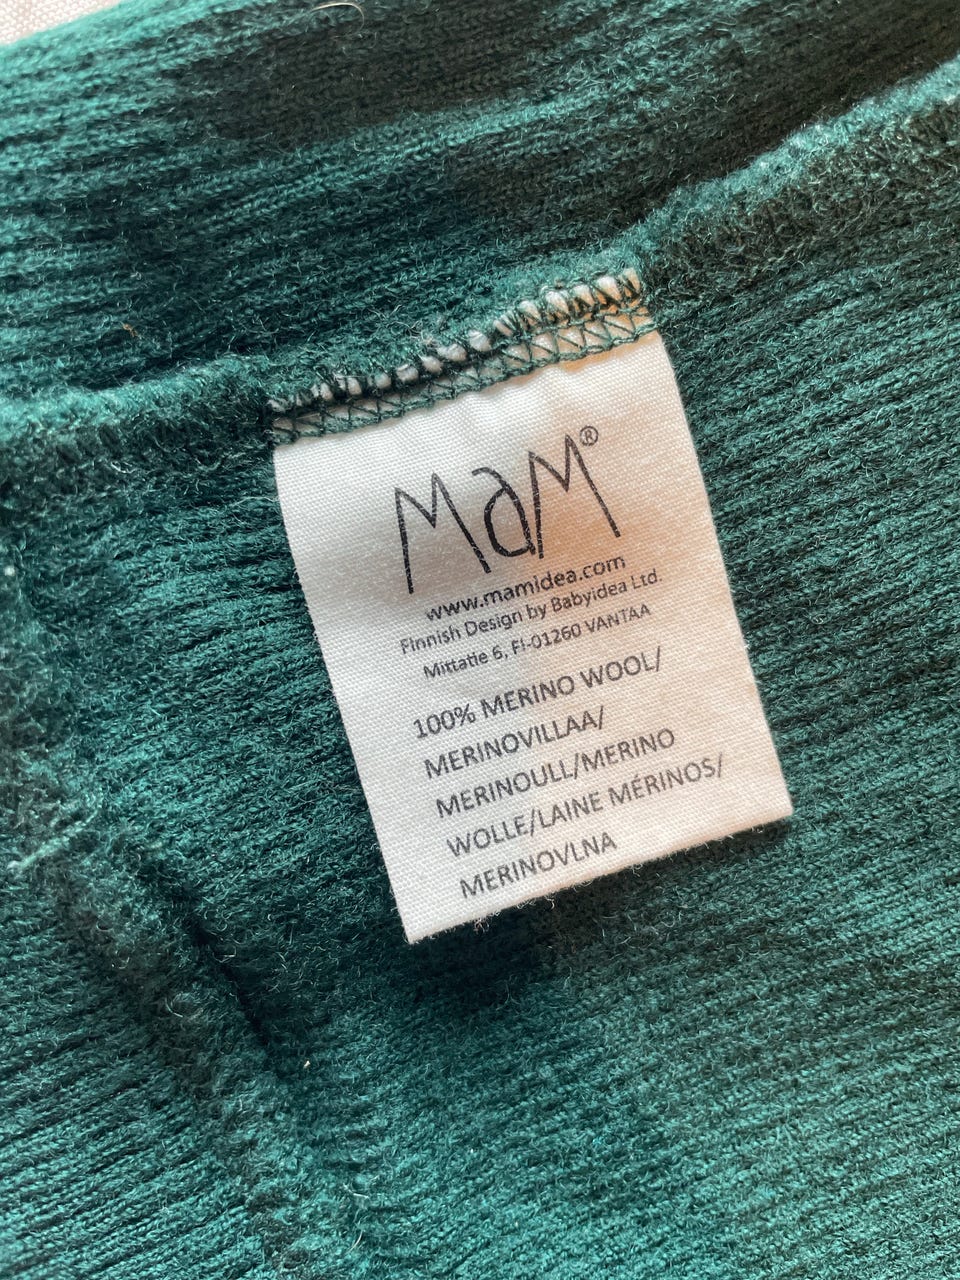 MaM®
www.mamidea.com
Finnish Design by Babyidea Ltd.
Mittatie 6, FI-01260 VANTAA
100% MERINO WOOL/
MERINOVILLAA/
MERINOULL/MERINO
WOLLE/LAINE MÉRINOS/
MERINOVLNA